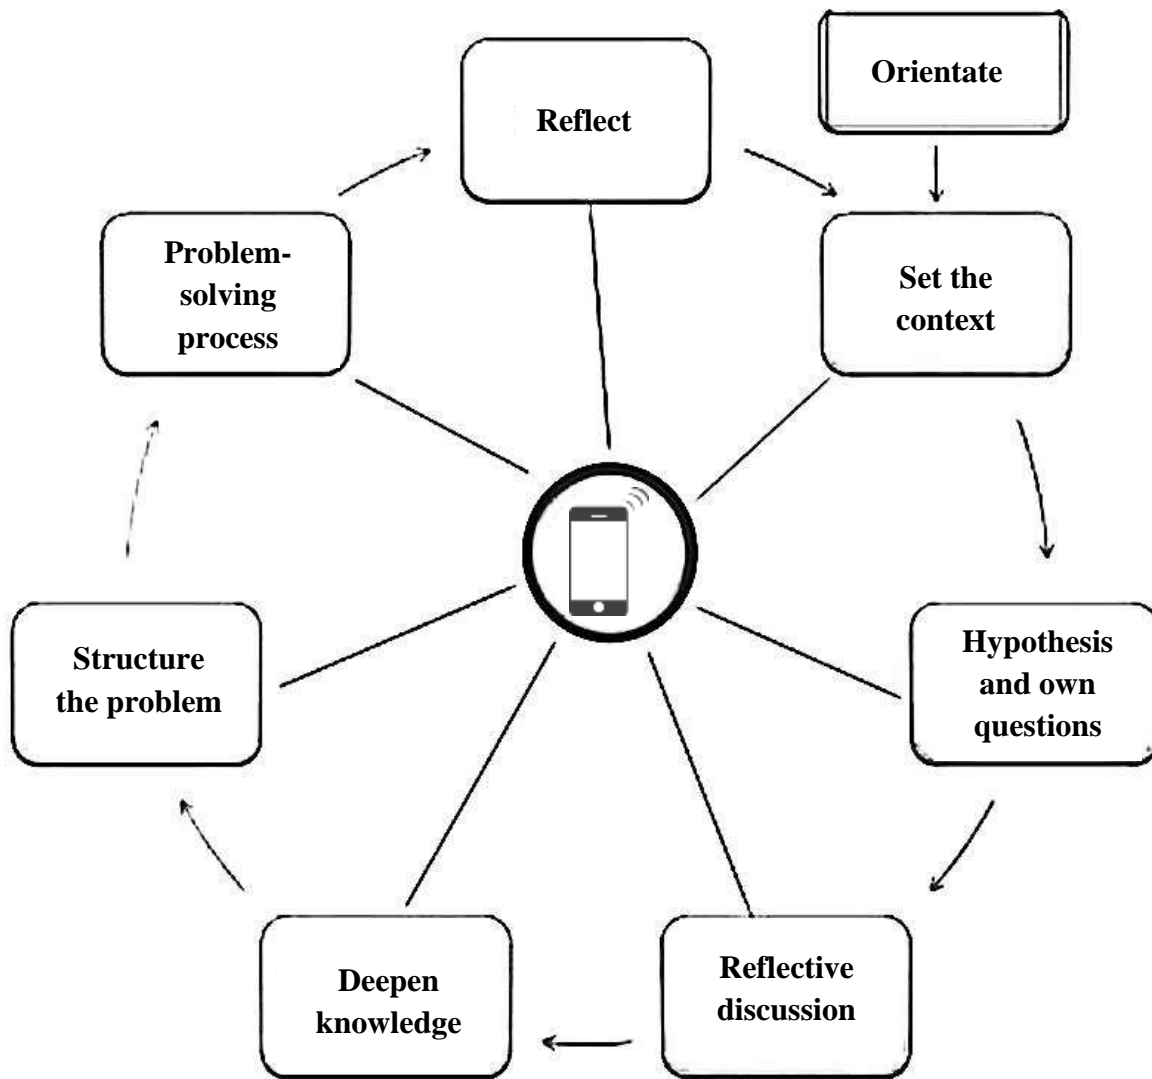 Orientate
Reflect
Set the
context
Hypothesis
and own
questions
Reflective
discussion
Deepen
knowledge
Structure
the problem
Problem-
solving
process